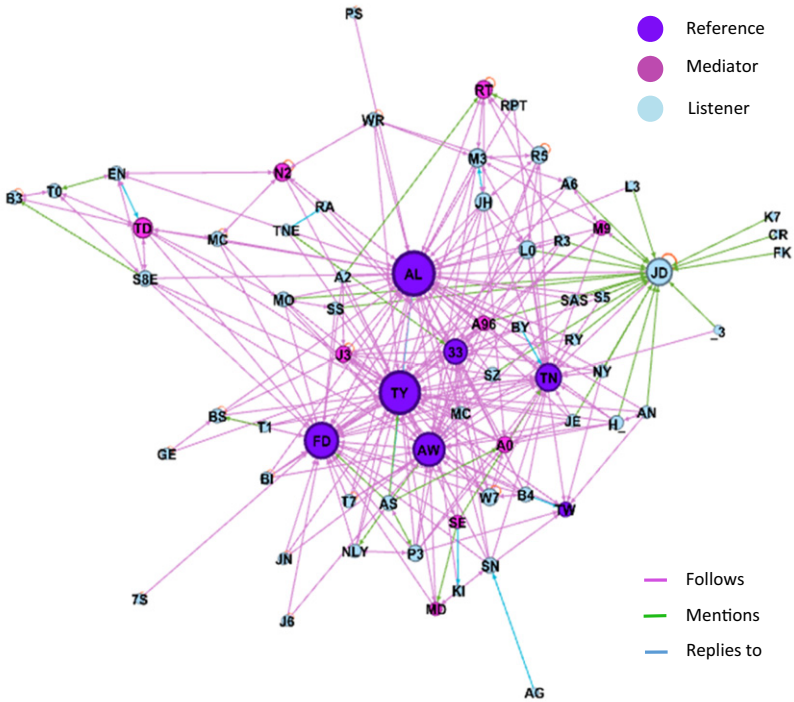 PS
Reference
Mediator
Listener
RT
RPT
WR
M3
R5
EN
N2
T0
B3
A6
L3
RA
JH
K7
TD
TNE
M9
CR
MC
L0
R3
FK
S8E
A2
AL
JD
MO
SS
SAS
S5
A96
BY
_3
RY
J3
33
SZ
TN
NY
TY
BS
T1
MC
JE
H_
AN
GE
FD
AW
A0
BI
T7
AS
W7
B4
TW
SE
JN
NLY
P3
SN
7S
KI
MD
J6
AG
Follows
Mentions
Replies to